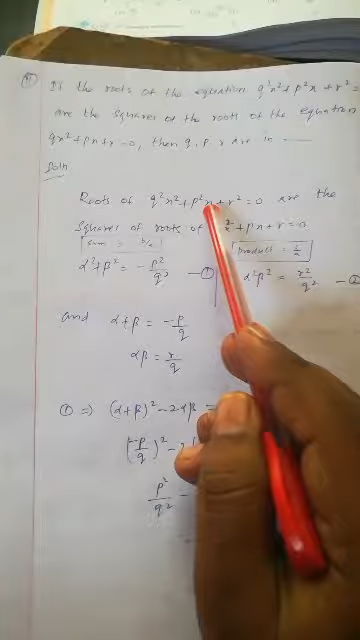 If the roots of the equation q²x²+p²x+r²=
are the squares of the roots of the equation
qx²+px+r=0, then q, p, r are in
Soln
Roots of q²x²+p²x+r²=0 are the
squares of roots of x²+px+r=0.
sum = -b/a
product = c/a
α²+β² = -p²/q² —①
α²β² = r²/q² —②
and α+β = -p/q
αβ = r/q
① ⇒ (α+β)²-2αβ =
(-p/q)² -
p²/q² -